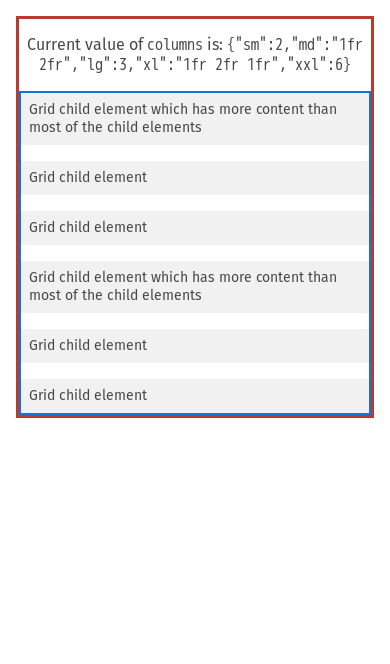 Current value of columns is: {"sm":2,"md":"1fr
2fr","lg":3,"xl":"1fr 2fr 1fr","xxl":6}
Grid child element which has more content than
most of the child elements
Grid child element
Grid child element
Grid child element which has more content than
most of the child elements
Grid child element
Grid child element